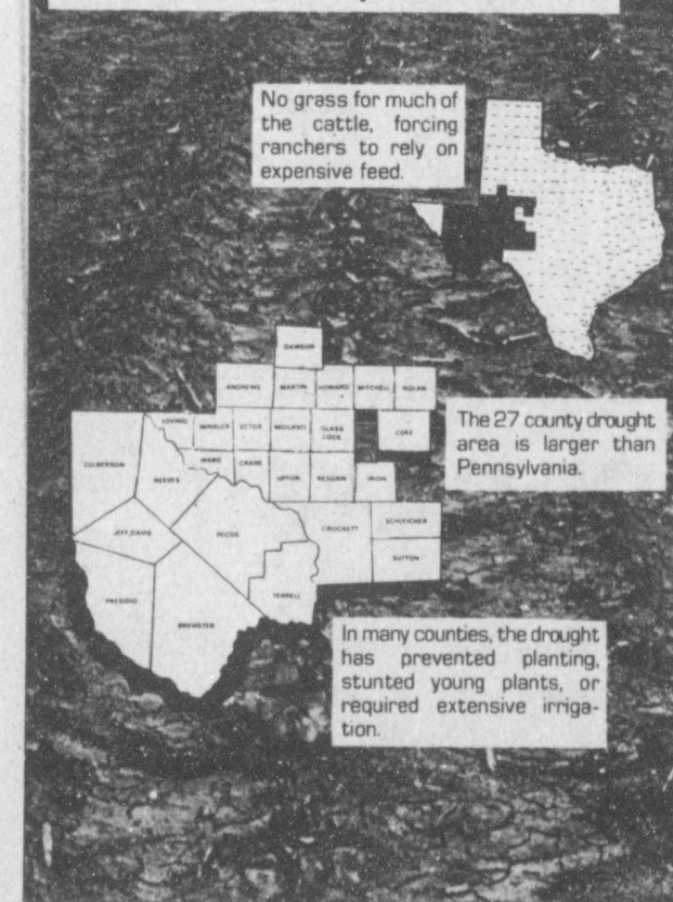 No grass for much of
the cattle, forcing
ranchers to rely on
expensive feed.
DAWSON
ANDREWS MARTIN HOWARD MITCHELL NOLAN
LOVING WINKLER ECTOR MIDLAND GLASS
COCK
COKE
The 27 county drought
area is larger than
Pennsylvania.
CULBERSON
REEVES
WARD CRANE UPTON REAGAN IRION
JEFF DAVIS
PECOS
CROCKETT
SCHLEICHER
SUTTON
PRESIDIO
BREWSTER
TERRELL
In many counties, the drought
has prevented planting,
stunted young plants, or
required extensive irriga-
tion.